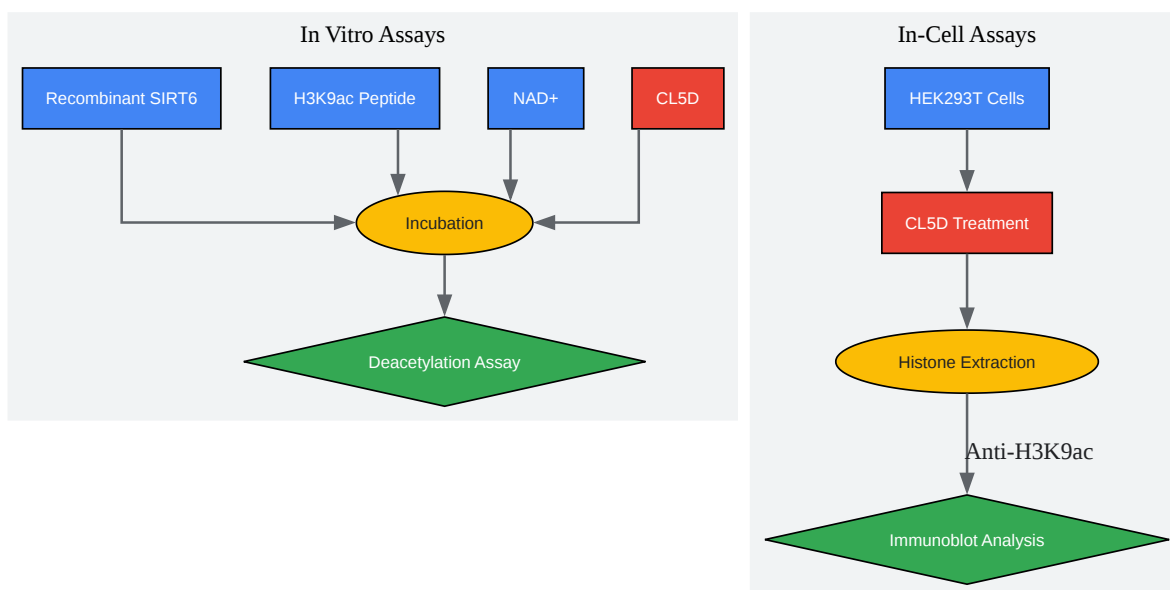 In Vitro Assays
Recombinant SIRT6
H3K9ac Peptide
NAD+
CL5D
Incubation
Deacetylation Assay
In-Cell Assays
HEK293T Cells
CL5D Treatment
Histone Extraction
Anti-H3K9ac
Immunoblot Analysis